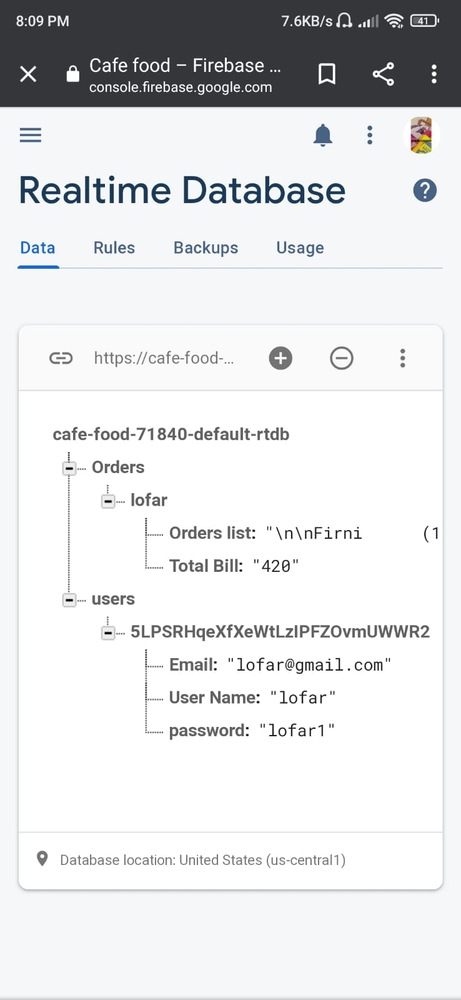 8:09 PM 7.6KB/s 41
Cafe food – Firebase ...
console.firebase.google.com
Realtime Database
Data Rules Backups Usage
https://cafe-food-...
cafe-food-71840-default-rtdb
Orders
lofar
Orders list: "\n\nFirni (1
Total Bill: "420"
users
5LPSRHqeXfXeWtLzIPFZOvmUWWR2
Email: "lofar@gmail.com"
User Name: "lofar"
password: "lofar1"
Database location: United States (us-central1)